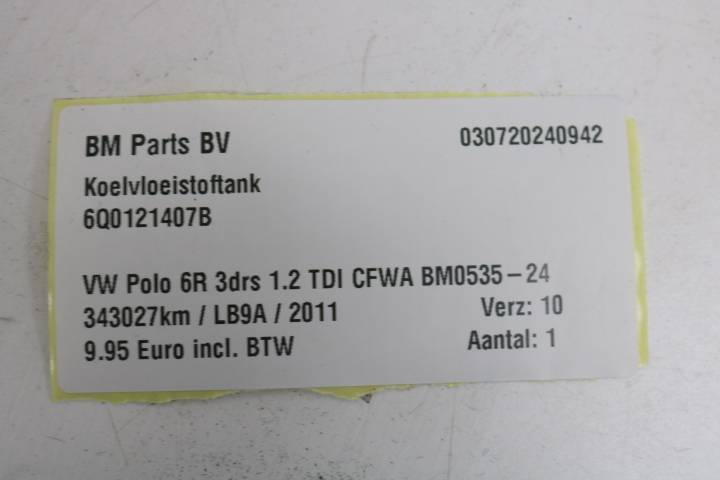 BM Parts BV 030720240942
Koelvloeistoftank
6Q0121407B
VW Polo 6R 3drs 1.2 TDI CFWA BM0535-24
343027km / LB9A / 2011 Verz: 10
9.95 Euro incl. BTW Aantal: 1